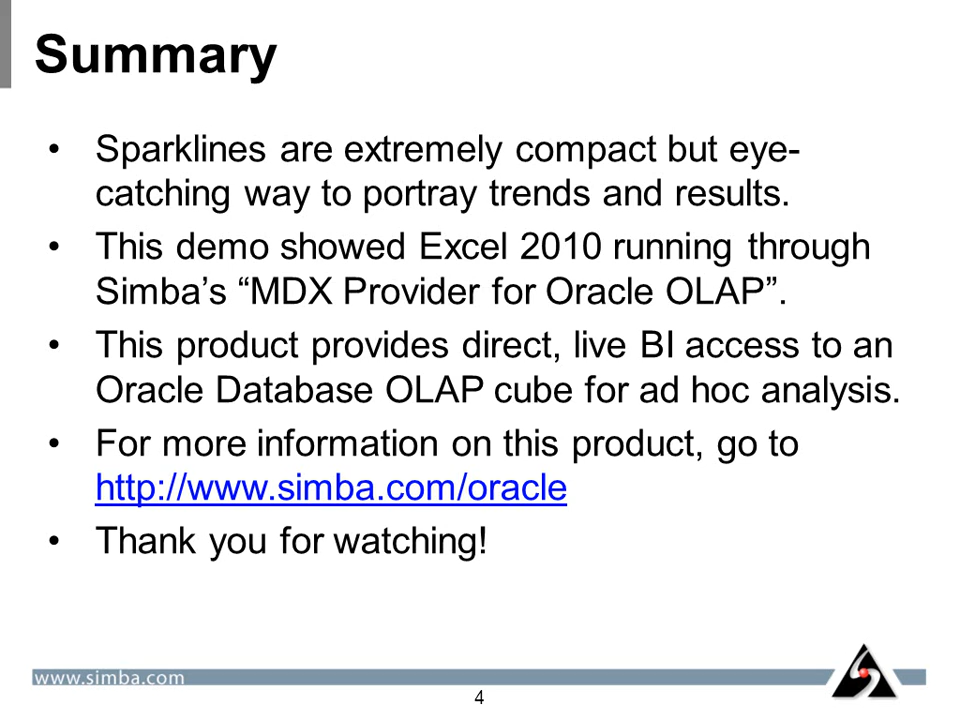 Summary
• Sparklines are extremely compact but eye-
catching way to portray trends and results.
• This demo showed Excel 2010 running through
Simba’s “MDX Provider for Oracle OLAP”.
• This product provides direct, live BI access to an
Oracle Database OLAP cube for ad hoc analysis.
• For more information on this product, go to
http://www.simba.com/oracle
• Thank you for watching!
www.simba.com
4